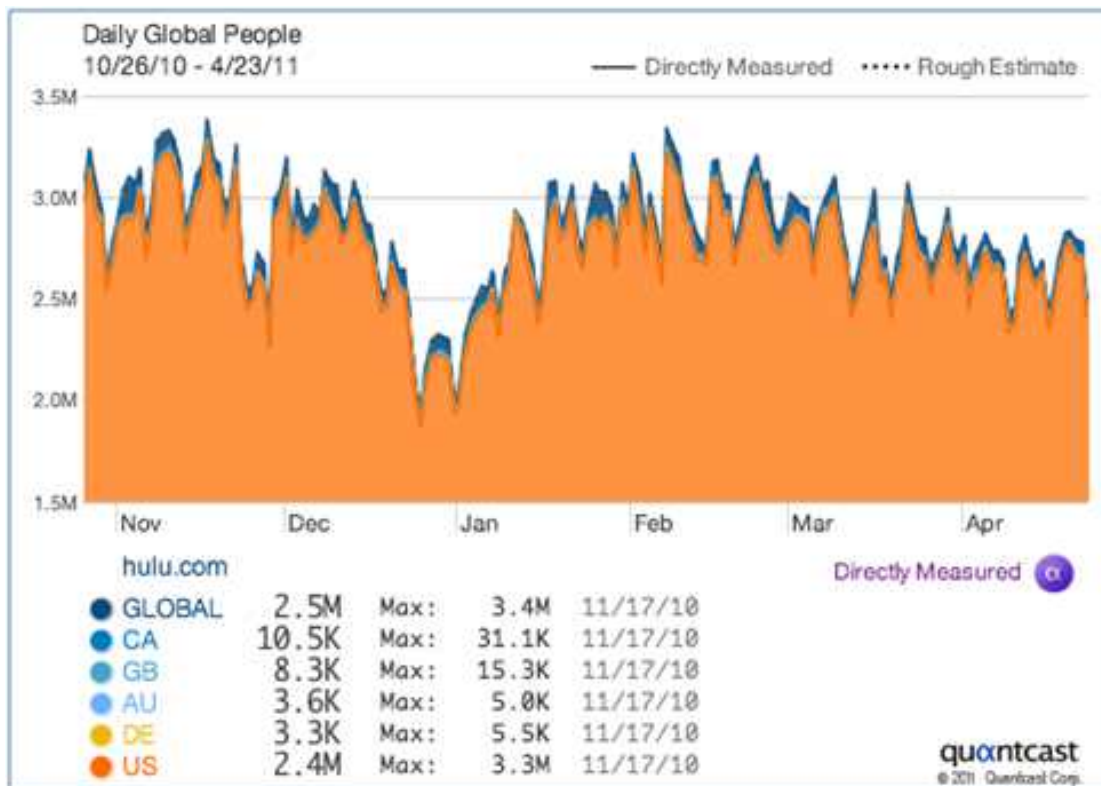 Daily Global People
10/26/10 - 4/23/11
Directly Measured
Rough Estimate
3.5M
3.0M
2.5M
2.0M
1.5M
Nov Dec Jan Feb Mar Apr
hulu.com
Directly Measured α
GLOBAL 2.5M Max: 3.4M 11/17/10
CA 10.5K Max: 31.1K 11/17/10
GB 8.3K Max: 15.3K 11/17/10
AU 3.6K Max: 5.0K 11/17/10
DE 3.3K Max: 5.5K 11/17/10
US 2.4M Max: 3.3M 11/17/10
quantcast
© 2011 Quantcast Corp.